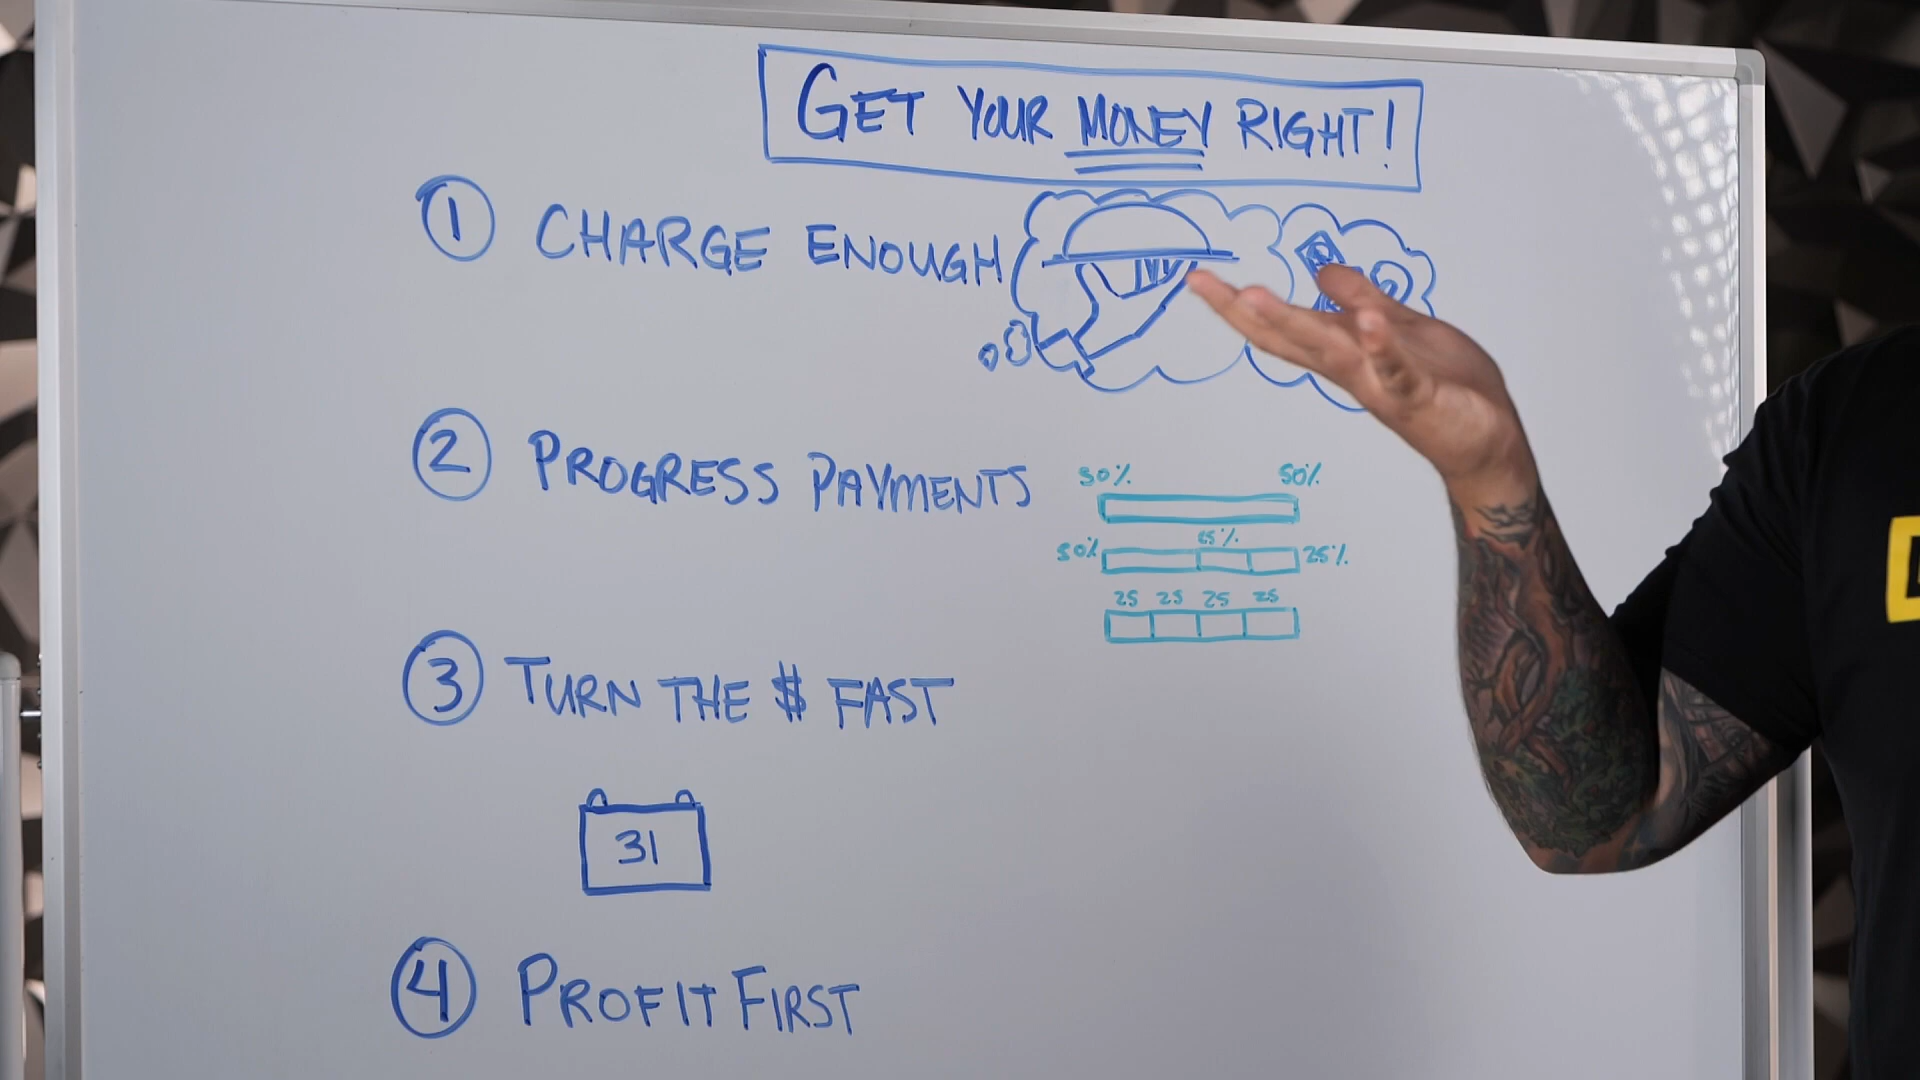 GET YOUR MONEY RIGHT!
1 CHARGE ENOUGH
2 PROGRESS PAYMENTS
50% 50%
50% 25% 25%
25 25 25 25
3 TURN THE $ FAST
31
4 PROFIT FIRST